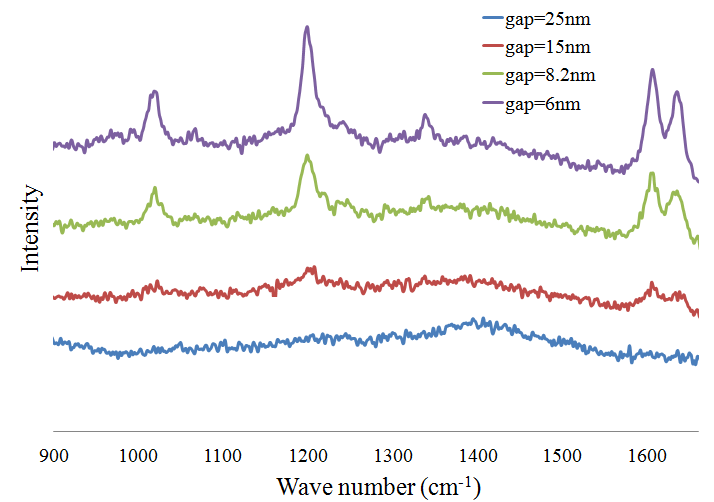 gap=25nm
gap=15nm
gap=8.2nm
gap=6nm
Intensity
900 1000 1100 1200 1300 1400 1500 1600
Wave number (cm-1)